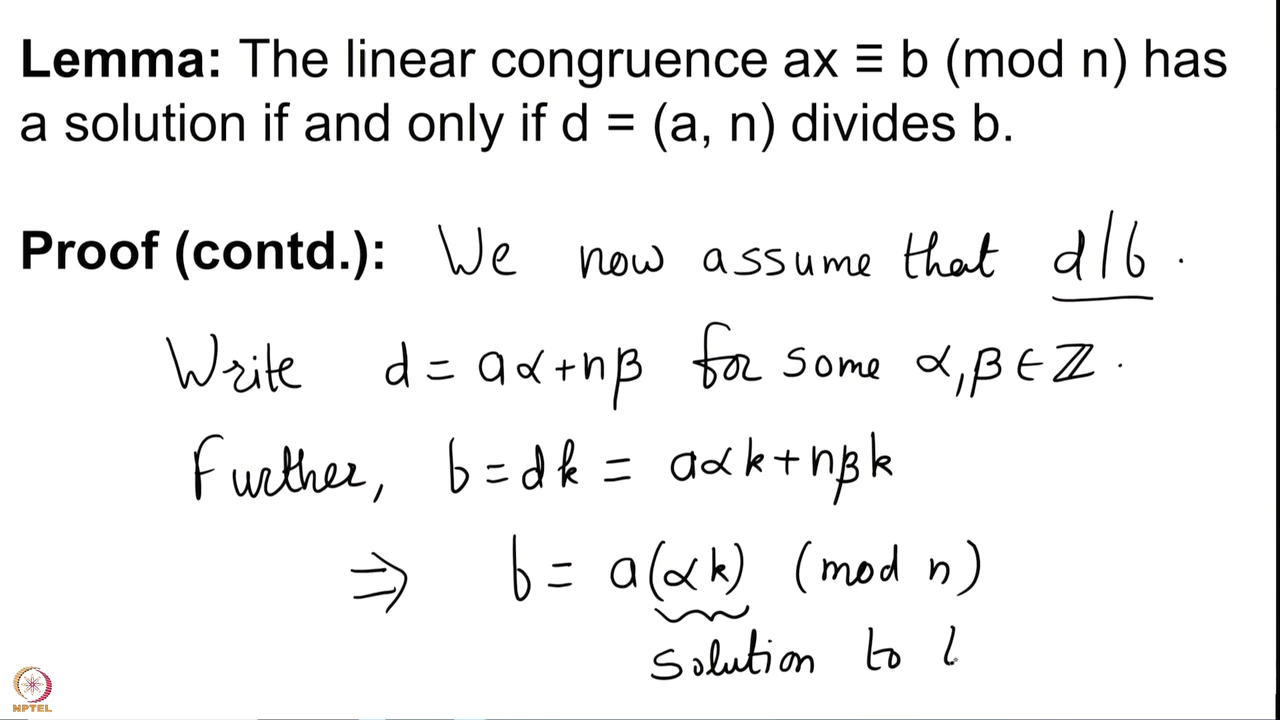 Lemma: The linear congruence ax ≡ b (mod n) has
a solution if and only if d = (a, n) divides b.
Proof (contd.): We now assume that d/b.
Write d = aα+nβ for some α,β∈ℤ.
Further, b = dk = aαk+nβk
⇒ b = a(αk) (mod n)
solution to
NPTEL